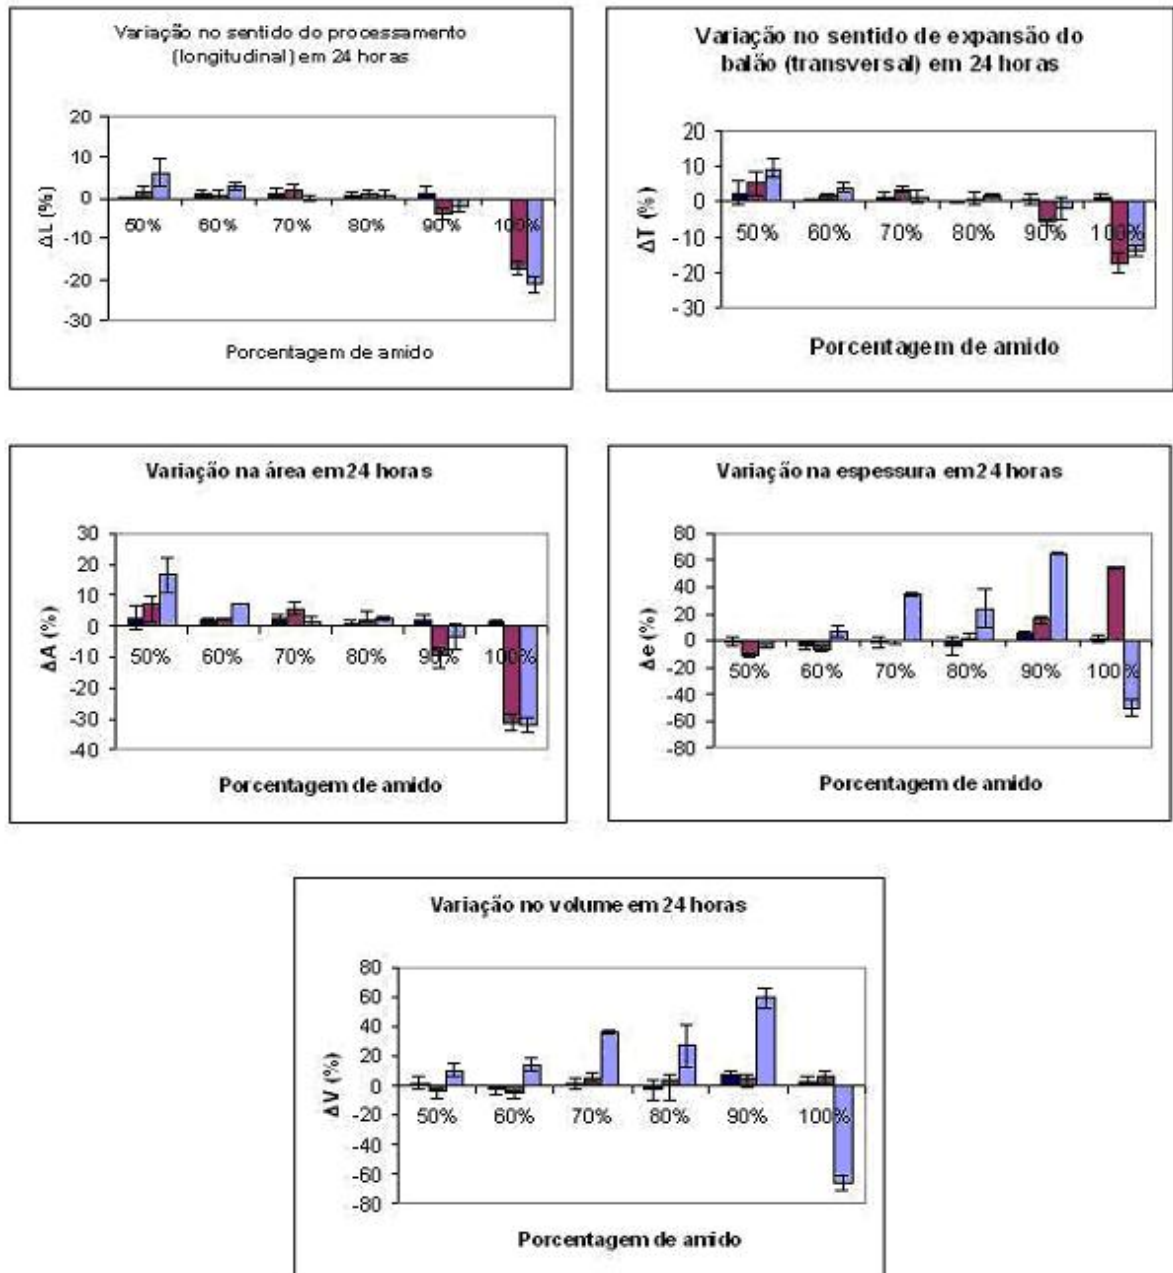 Variação no sentido do processamento
(longitudinal) em 24 horas
20
10
0
-10
-20
-30
ΔL (%)
50% 60% 70% 80% 90% 100%
Porcentagem de amido
Variação no sentido de expansão do
balão (transversal) em 24 horas
20
10
0
-10
-20
-30
ΔT (%)
50% 60% 70% 80% 90% 100%
Porcentagem de amido
Variação na área em 24 horas
30
20
10
0
-10
-20
-30
-40
ΔA (%)
50% 60% 70% 80% 90% 100%
Porcentagem de amido
Variação na espessura em 24 horas
80
60
40
20
0
-20
-40
-60
-80
Δe (%)
50% 60% 70% 80% 90% 100%
Porcentagem de amido
Variação no volume em 24 horas
80
60
40
20
0
-20
-40
-60
-80
ΔV (%)
50% 60% 70% 80% 90% 100%
Porcentagem de amido